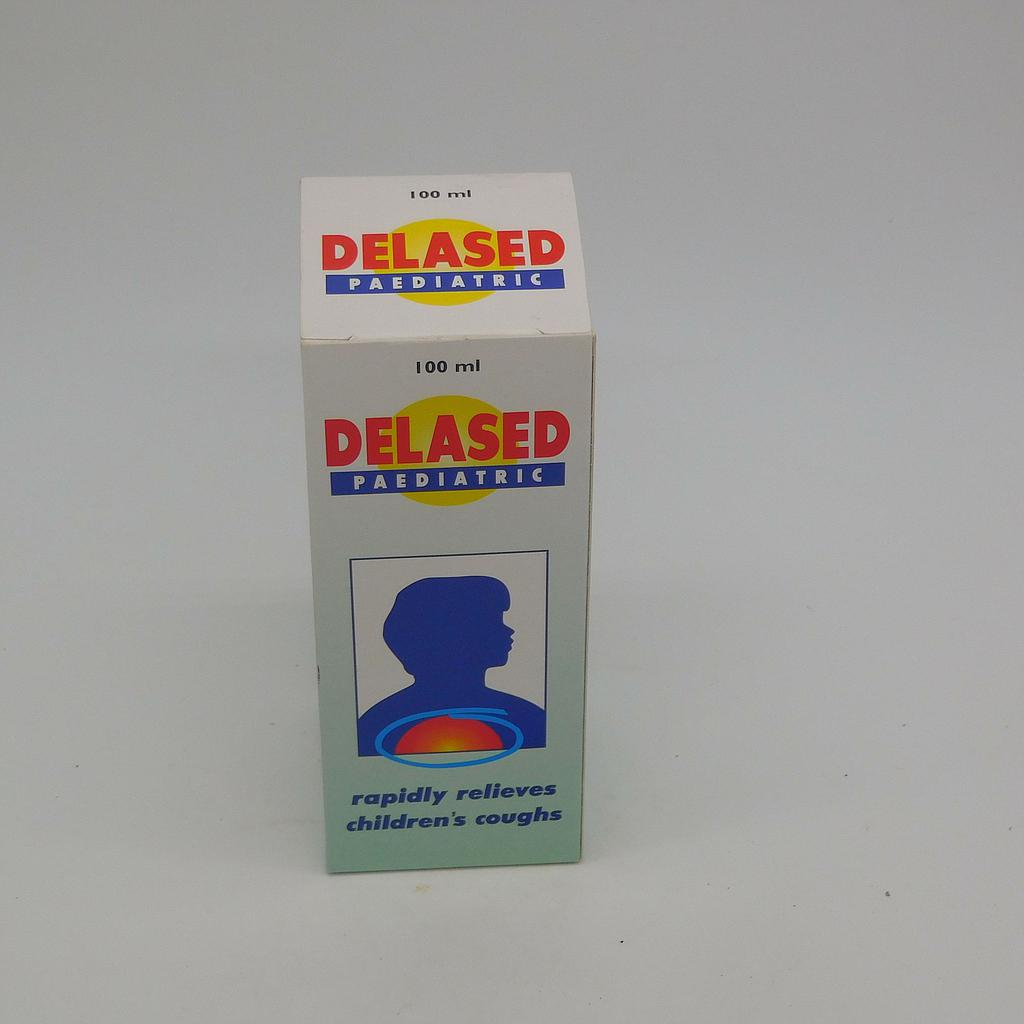 100 ml
DELASED
PAEDIATRIC
100 ml
DELASED
PAEDIATRIC
rapidly relieves
children's coughs